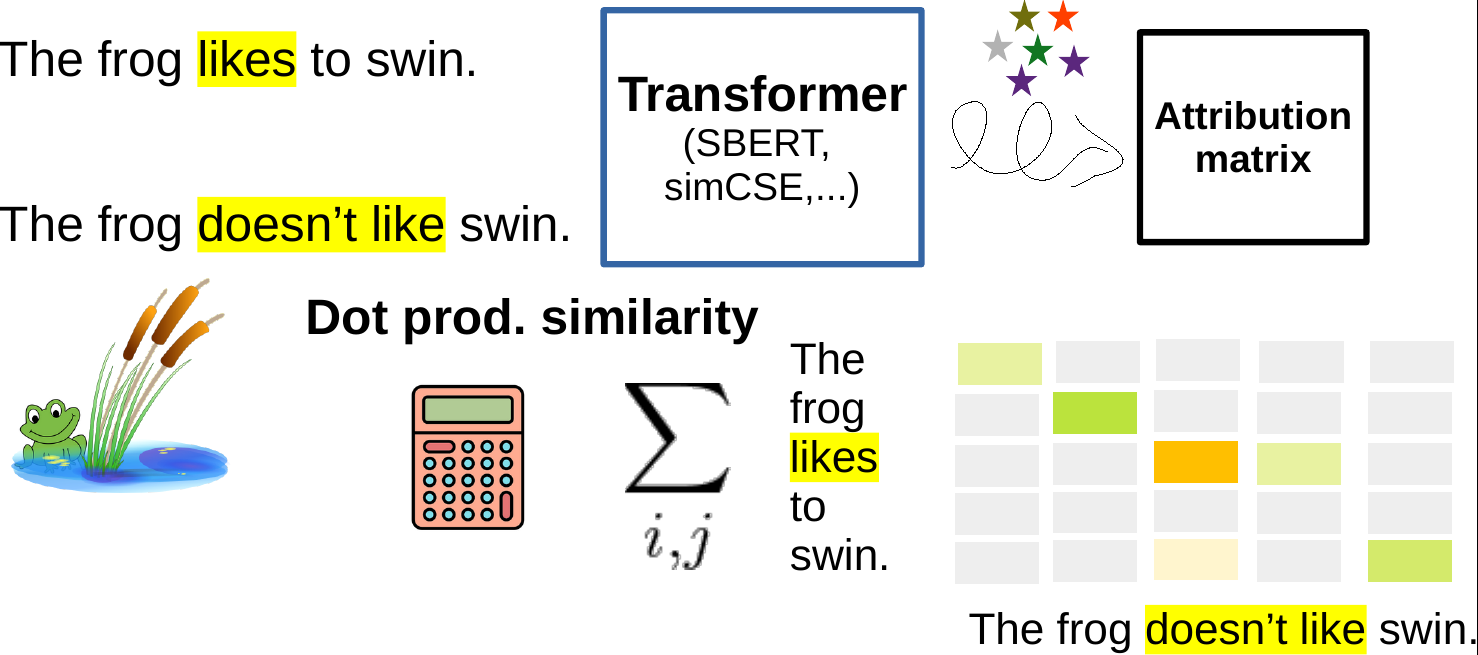 The frog likes to swin.
Transformer
(SBERT,
simCSE,...)
Attribution
matrix
The frog doesn’t like swin.
Dot prod. similarity
∑
i,j
The
frog
likes
to
swin.
The frog doesn’t like swin.